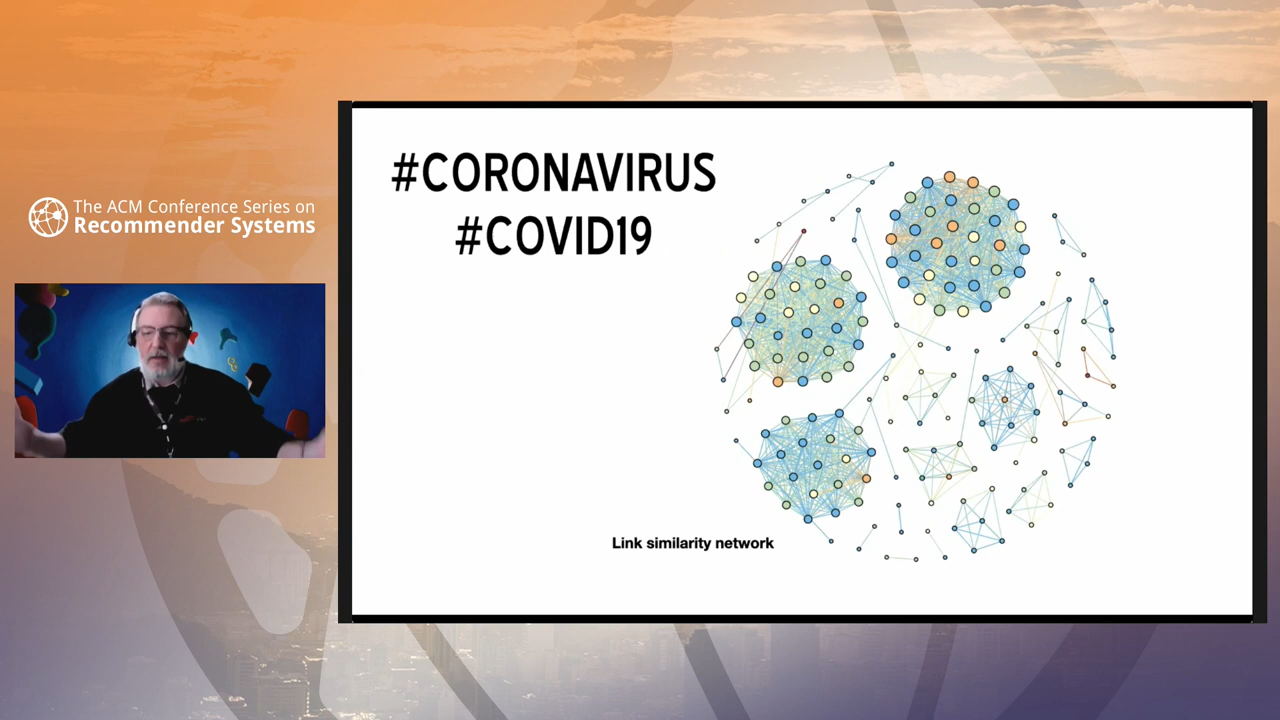 The ACM Conference Series on
Recommender Systems
#CORONAVIRUS
#COVID19
Link similarity network